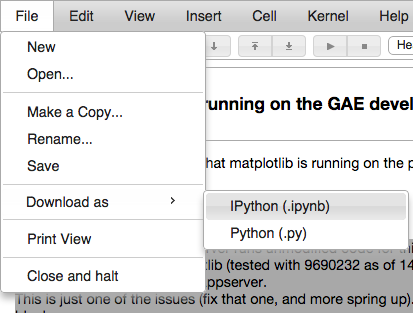 File Edit View Insert Cell Kernel Help
New
Open...
Make a Copy...
Rename...
Save
Download as
Print View
Close and halt
IPython (.ipynb)
Python (.py)
running on the GAE devel
hat matplotlib is running on the p
lib (tested with 9690232 as of 14
ppserver.
This is just one of the issues (fix that one, and more spring up).